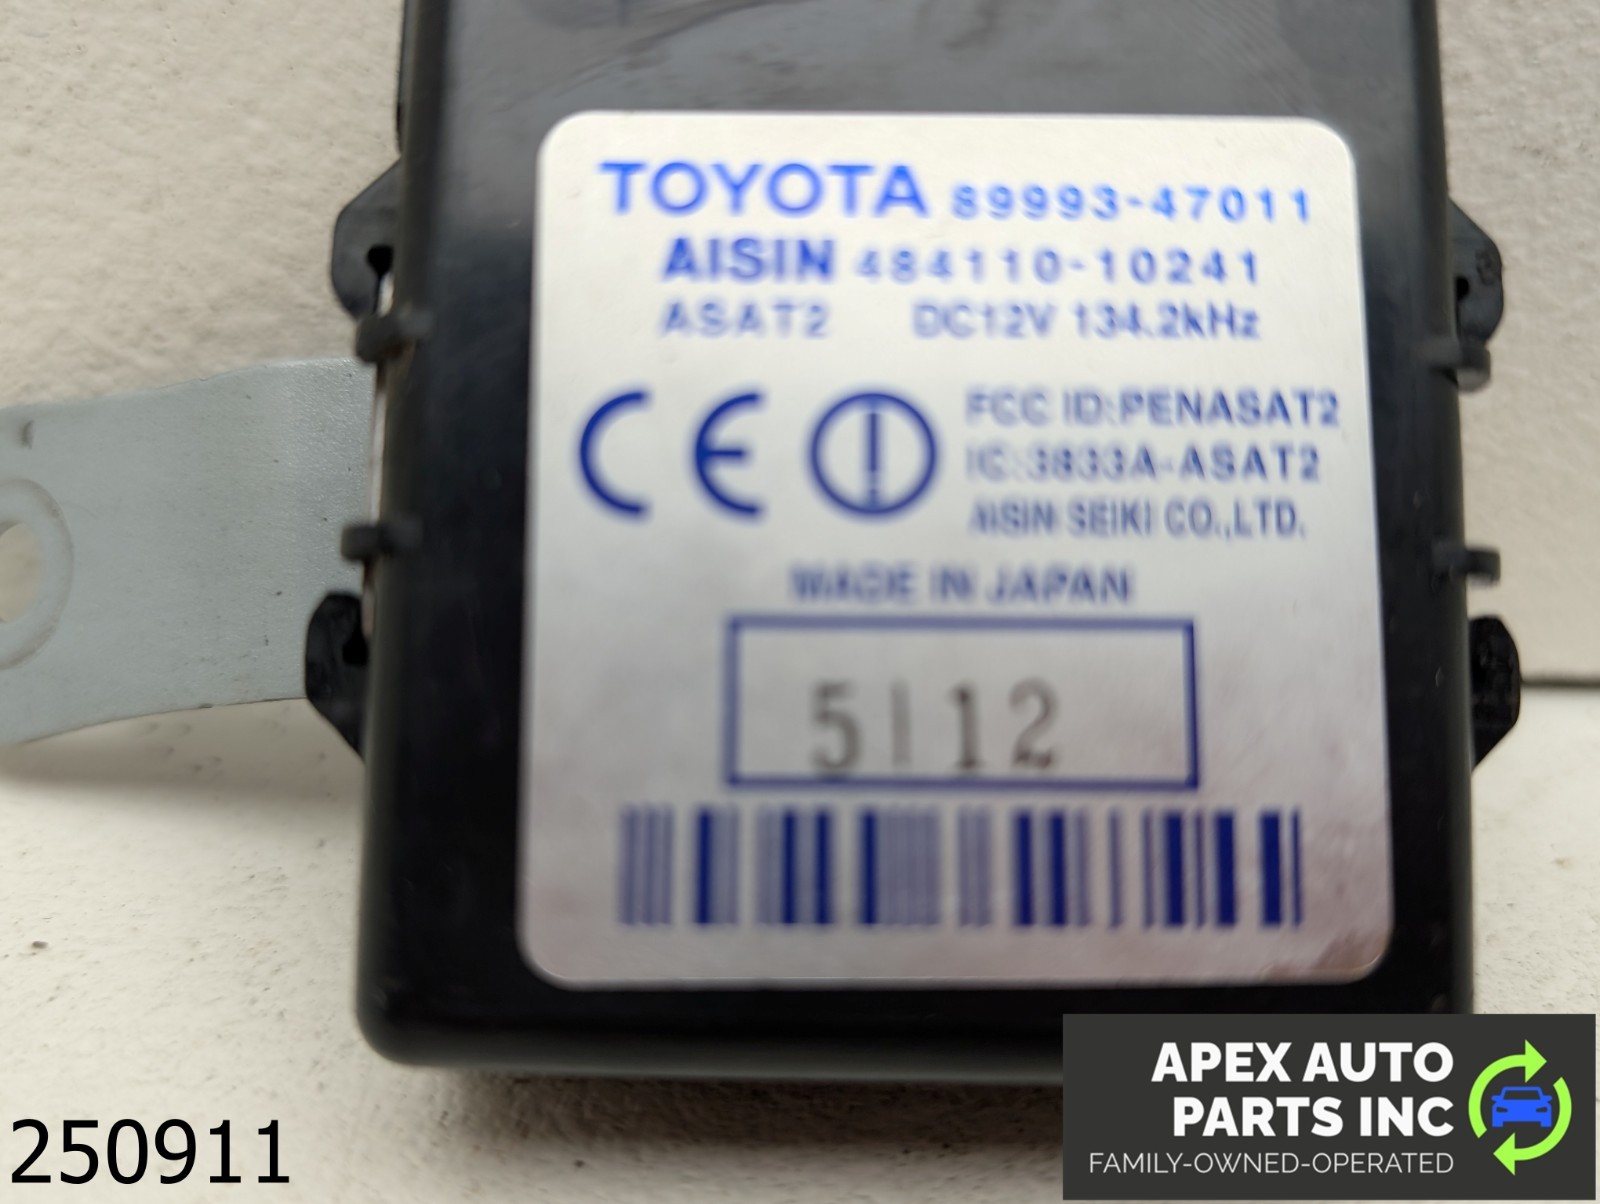 TOYOTA 89993-47011
AISIN 484110-10241
ASAT2 DC12V 134.2kHz
CE FCC ID:PENASAT2
IC:3833A-ASAT2
AISIN SEIKI CO.,LTD.
MADE IN JAPAN
5112
250911
APEX AUTO
PARTS INC
FAMILY-OWNED-OPERATED